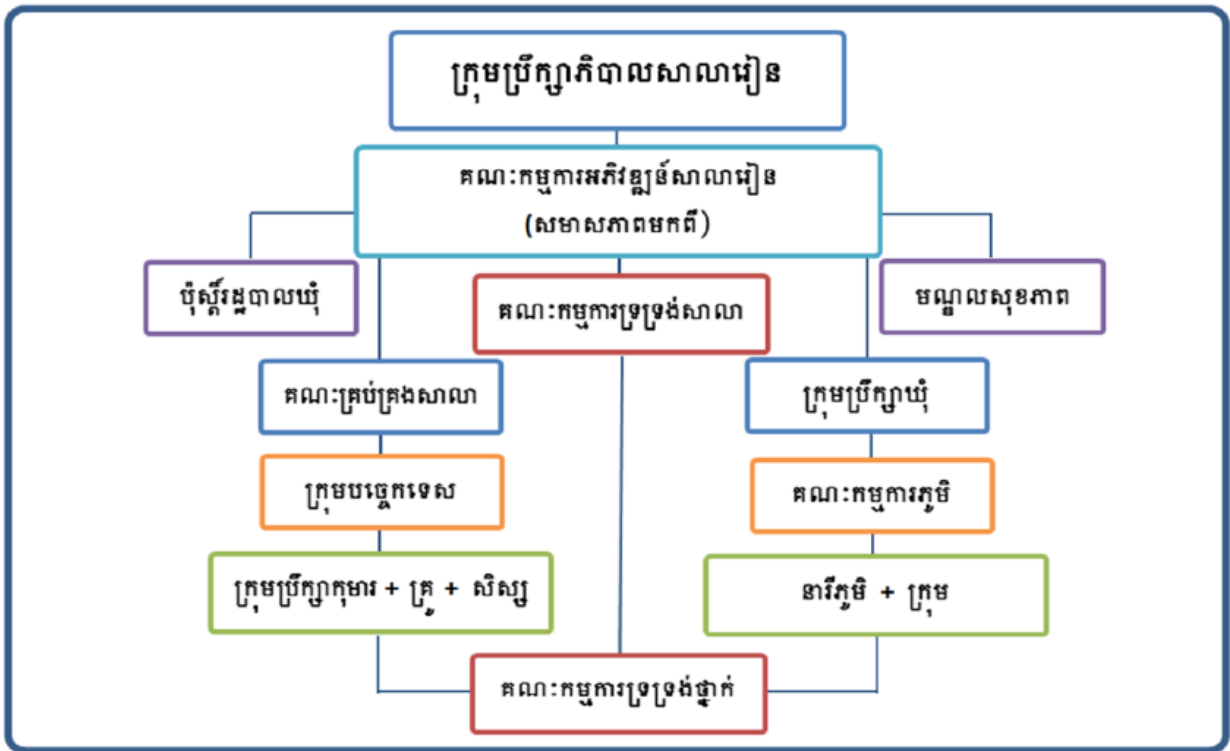 ក្រុមប្រឹក្សាភិបាលសាលារៀន
គណៈកម្មការអភិវឌ្ឍន៍សាលារៀន
(សមាសភាពមកពី)
ប៉ុស្តិ៍រដ្ឋបាលឃុំ
គណៈកម្មការទ្រទ្រង់សាលា
មណ្ឌលសុខភាព
គណៈគ្រប់គ្រងសាលា
ក្រុមប្រឹក្សាឃុំ
ក្រុមបច្ចេកទេស
គណៈកម្មការភូមិ
ក្រុមប្រឹក្សាកុមារ + គ្រូ + សិស្ស
នារីភូមិ + ក្រុម
គណៈកម្មការទ្រទ្រង់ថ្នាក់